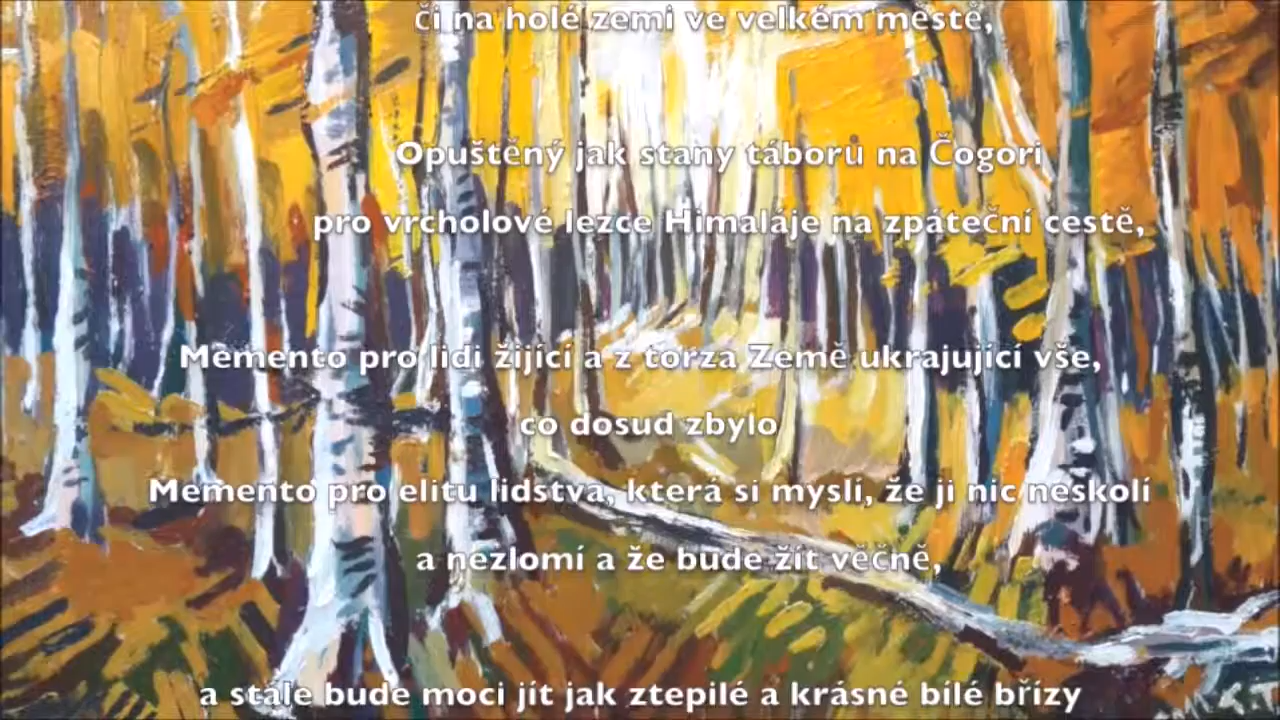 či na holé zemi ve velkém městě,
Opuštěný jak stany táborů na Čogori
pro vrcholové lezce Himaláje na zpáteční cestě,
Memento pro lidi žijící a z torza Země ukrajující vše,
co dosud zbylo
Memento pro elitu lidstva, která si myslí, že ji nic neskolí
a nezlomí a že bude žít věčně,
a stále bude moci jít jak ztepilé a krásné bílé břízy